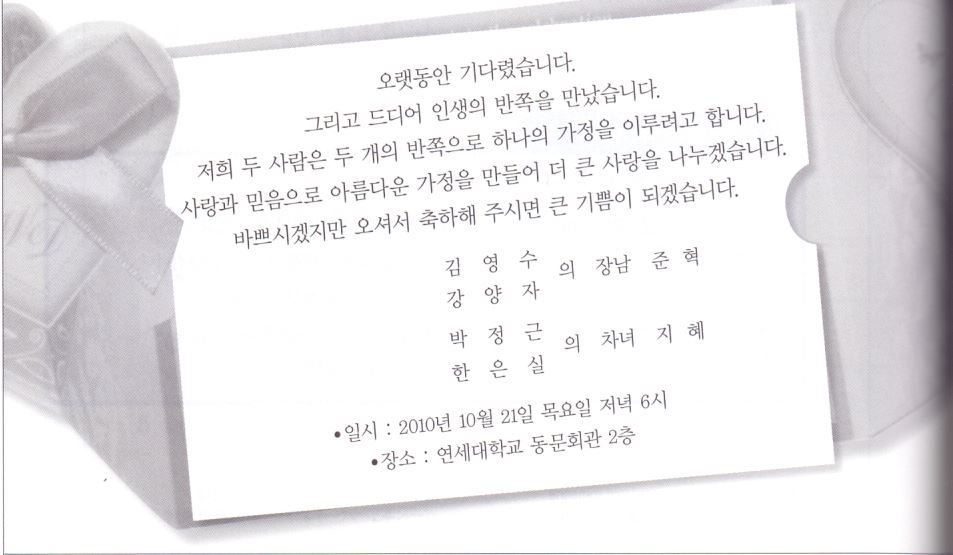 오랫동안 기다렸습니다.
그리고 드디어 인생의 반쪽을 만났습니다.
저희 두 사람은 두 개의 반쪽으로 하나의 가정을 이루려고 합니다.
사랑과 믿음으로 아름다운 가정을 만들어 더 큰 사랑을 나누겠습니다.
바쁘시겠지만 오셔서 축하해 주시면 큰 기쁨이 되겠습니다.
김 영 수
강 양 자
의 장남 준 혁
박 정 근
한 은 실
의 차녀 지 혜
•일시 : 2010년 10월 21일 목요일 저녁 6시
•장소 : 연세대학교 동문회관 2층